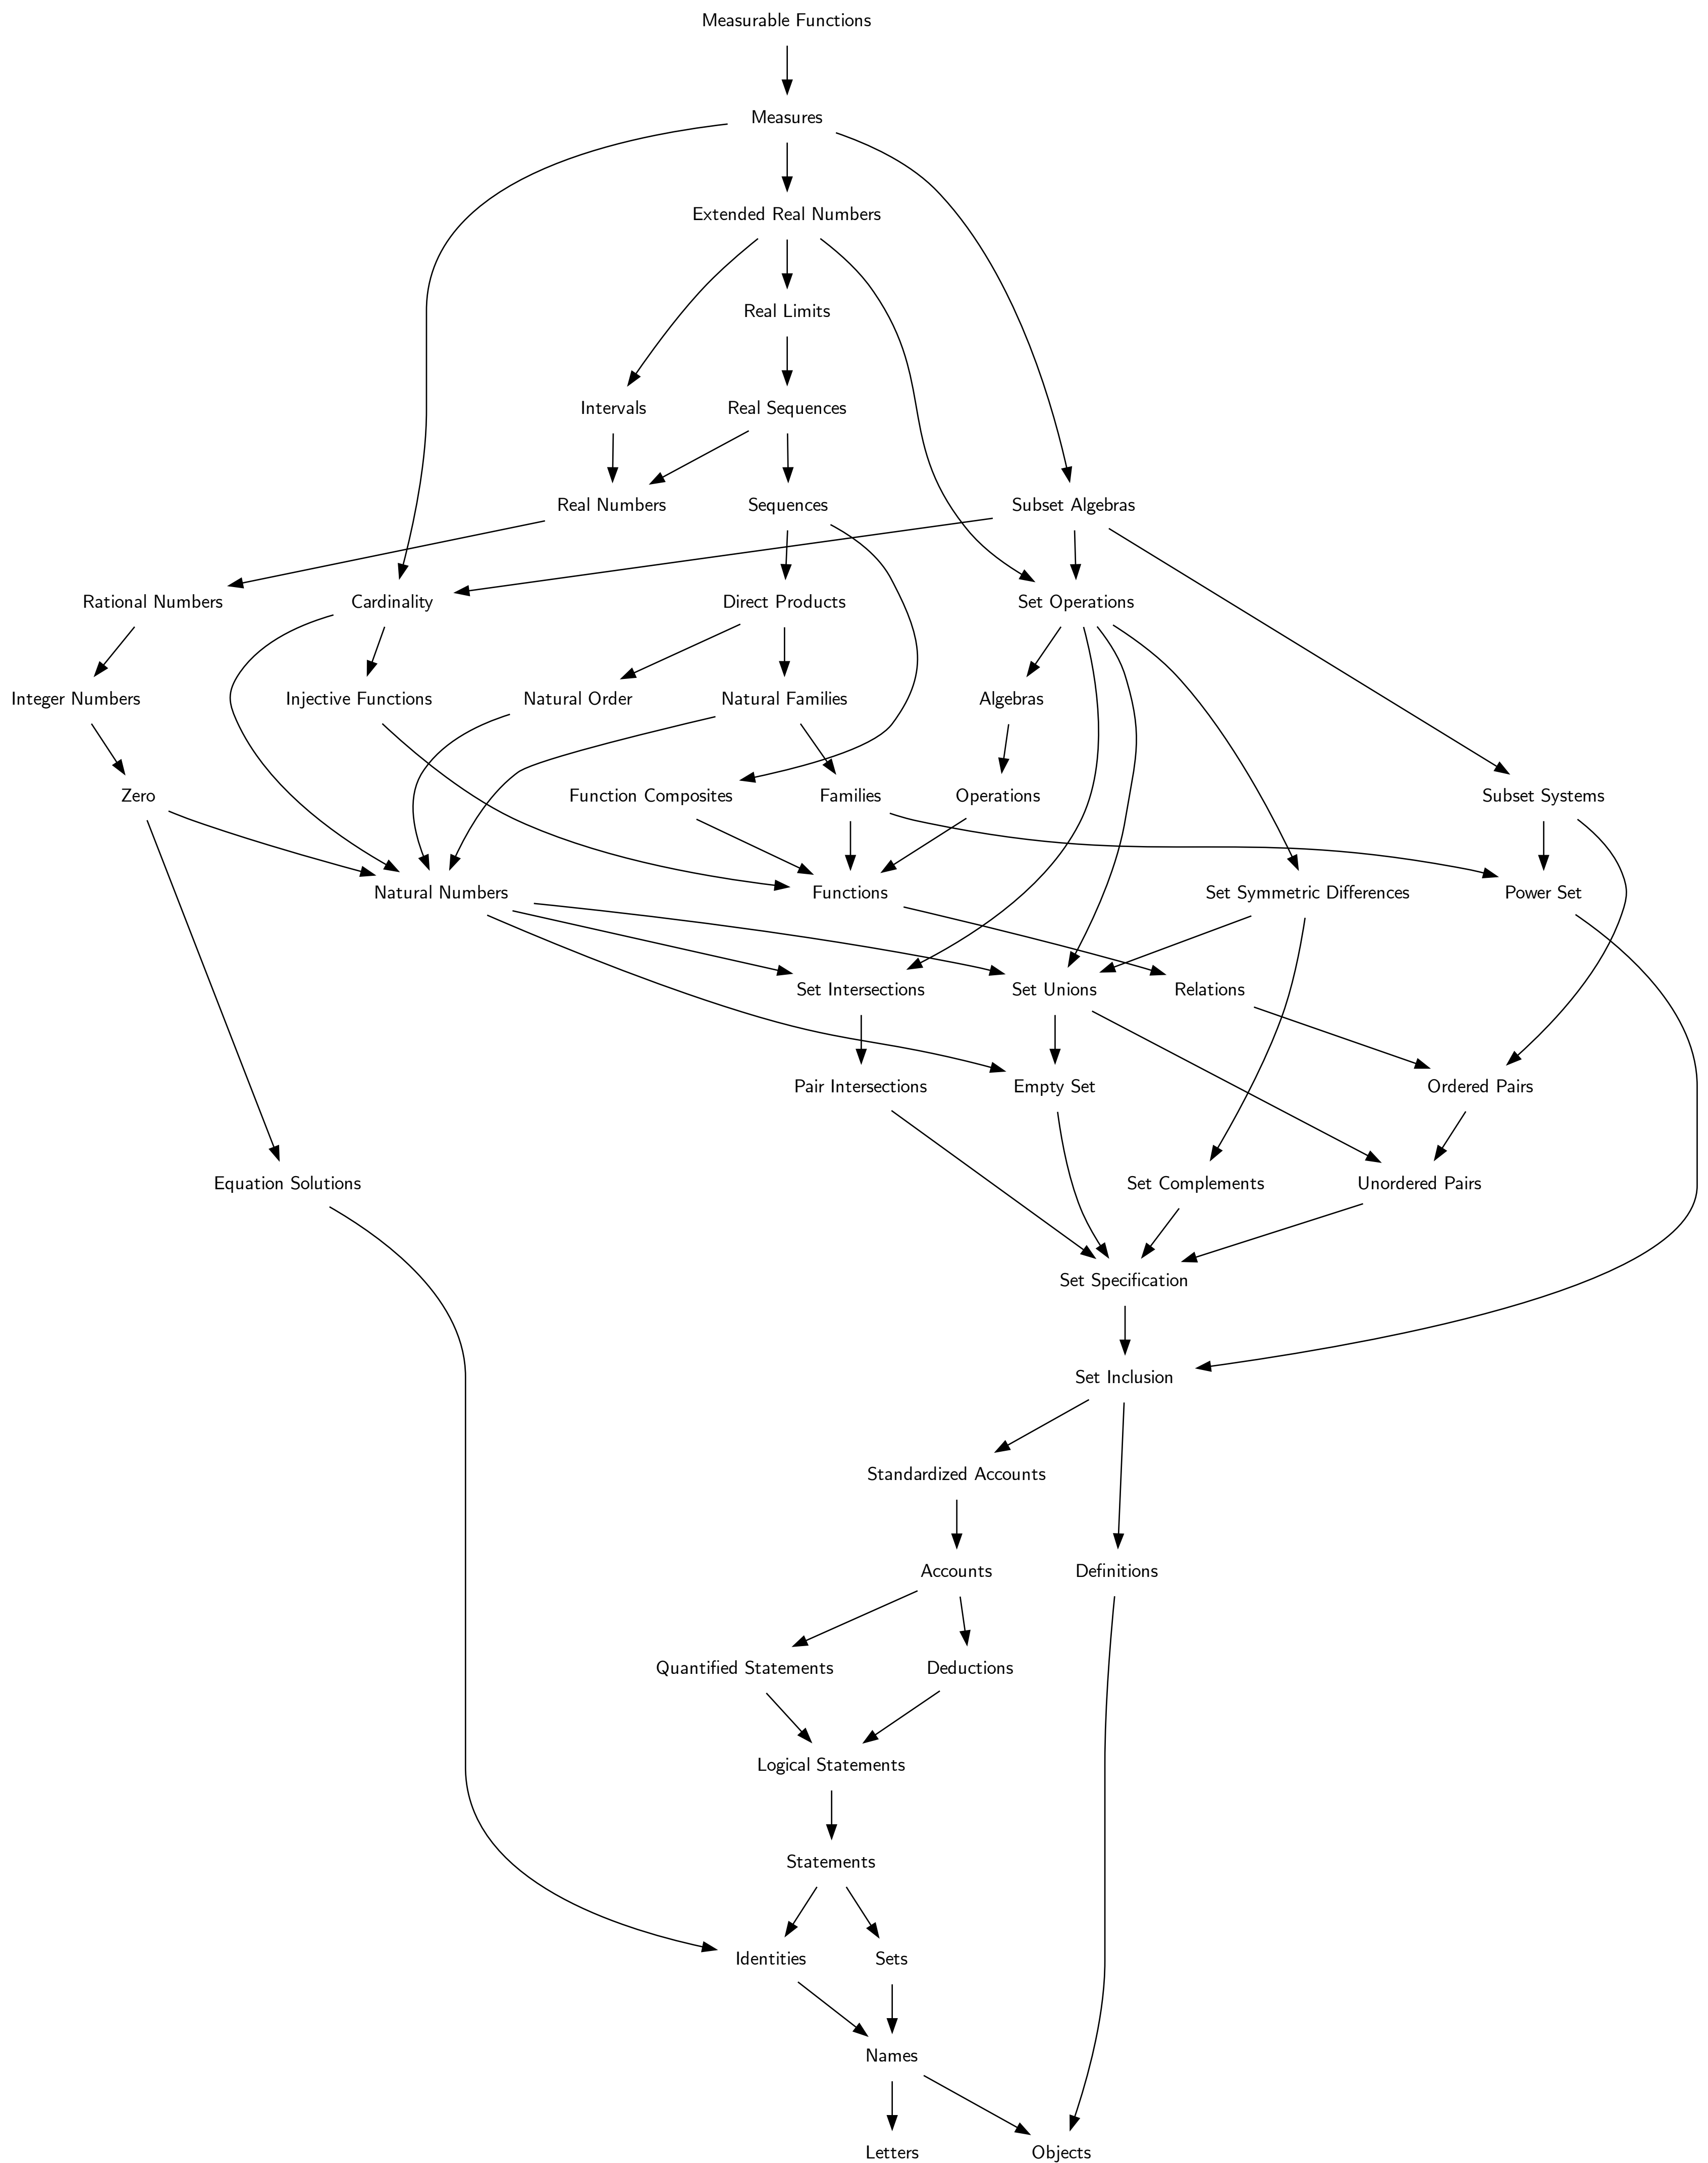 Measurable Functions
Measures
Extended Real Numbers
Real Limits
Intervals
Real Sequences
Real Numbers
Sequences
Subset Algebras
Rational Numbers
Cardinality
Direct Products
Set Operations
Integer Numbers
Injective Functions
Natural Order
Natural Families
Algebras
Zero
Function Composites
Families
Operations
Subset Systems
Natural Numbers
Functions
Set Symmetric Differences
Power Set
Set Intersections
Set Unions
Relations
Pair Intersections
Empty Set
Ordered Pairs
Equation Solutions
Set Complements
Unordered Pairs
Set Specification
Set Inclusion
Standardized Accounts
Accounts
Definitions
Quantified Statements
Deductions
Logical Statements
Statements
Identities
Sets
Names
Letters
Objects